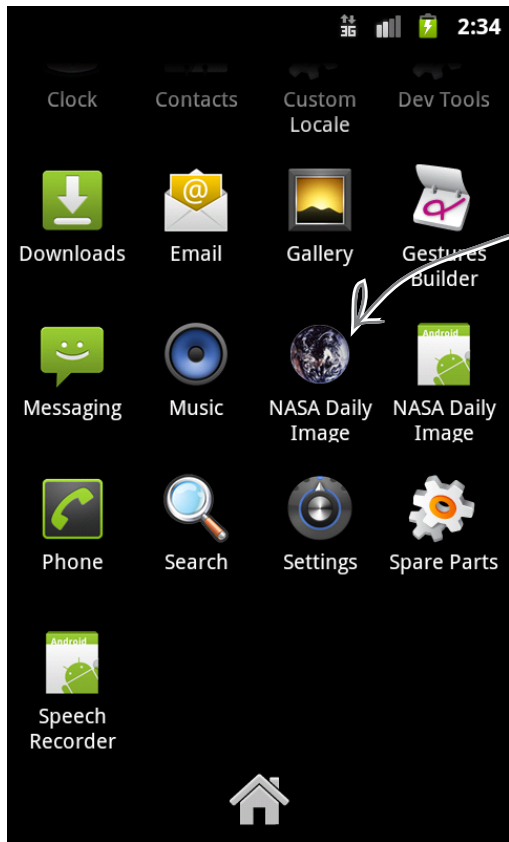 3G 2:34
Clock Contacts Custom Dev Tools
Locale
@
Downloads Email Gallery Gestures
Builder
Android
Messaging Music NASA Daily NASA Daily
Image Image
Phone Search Settings Spare Parts
Android
Speech
Recorder